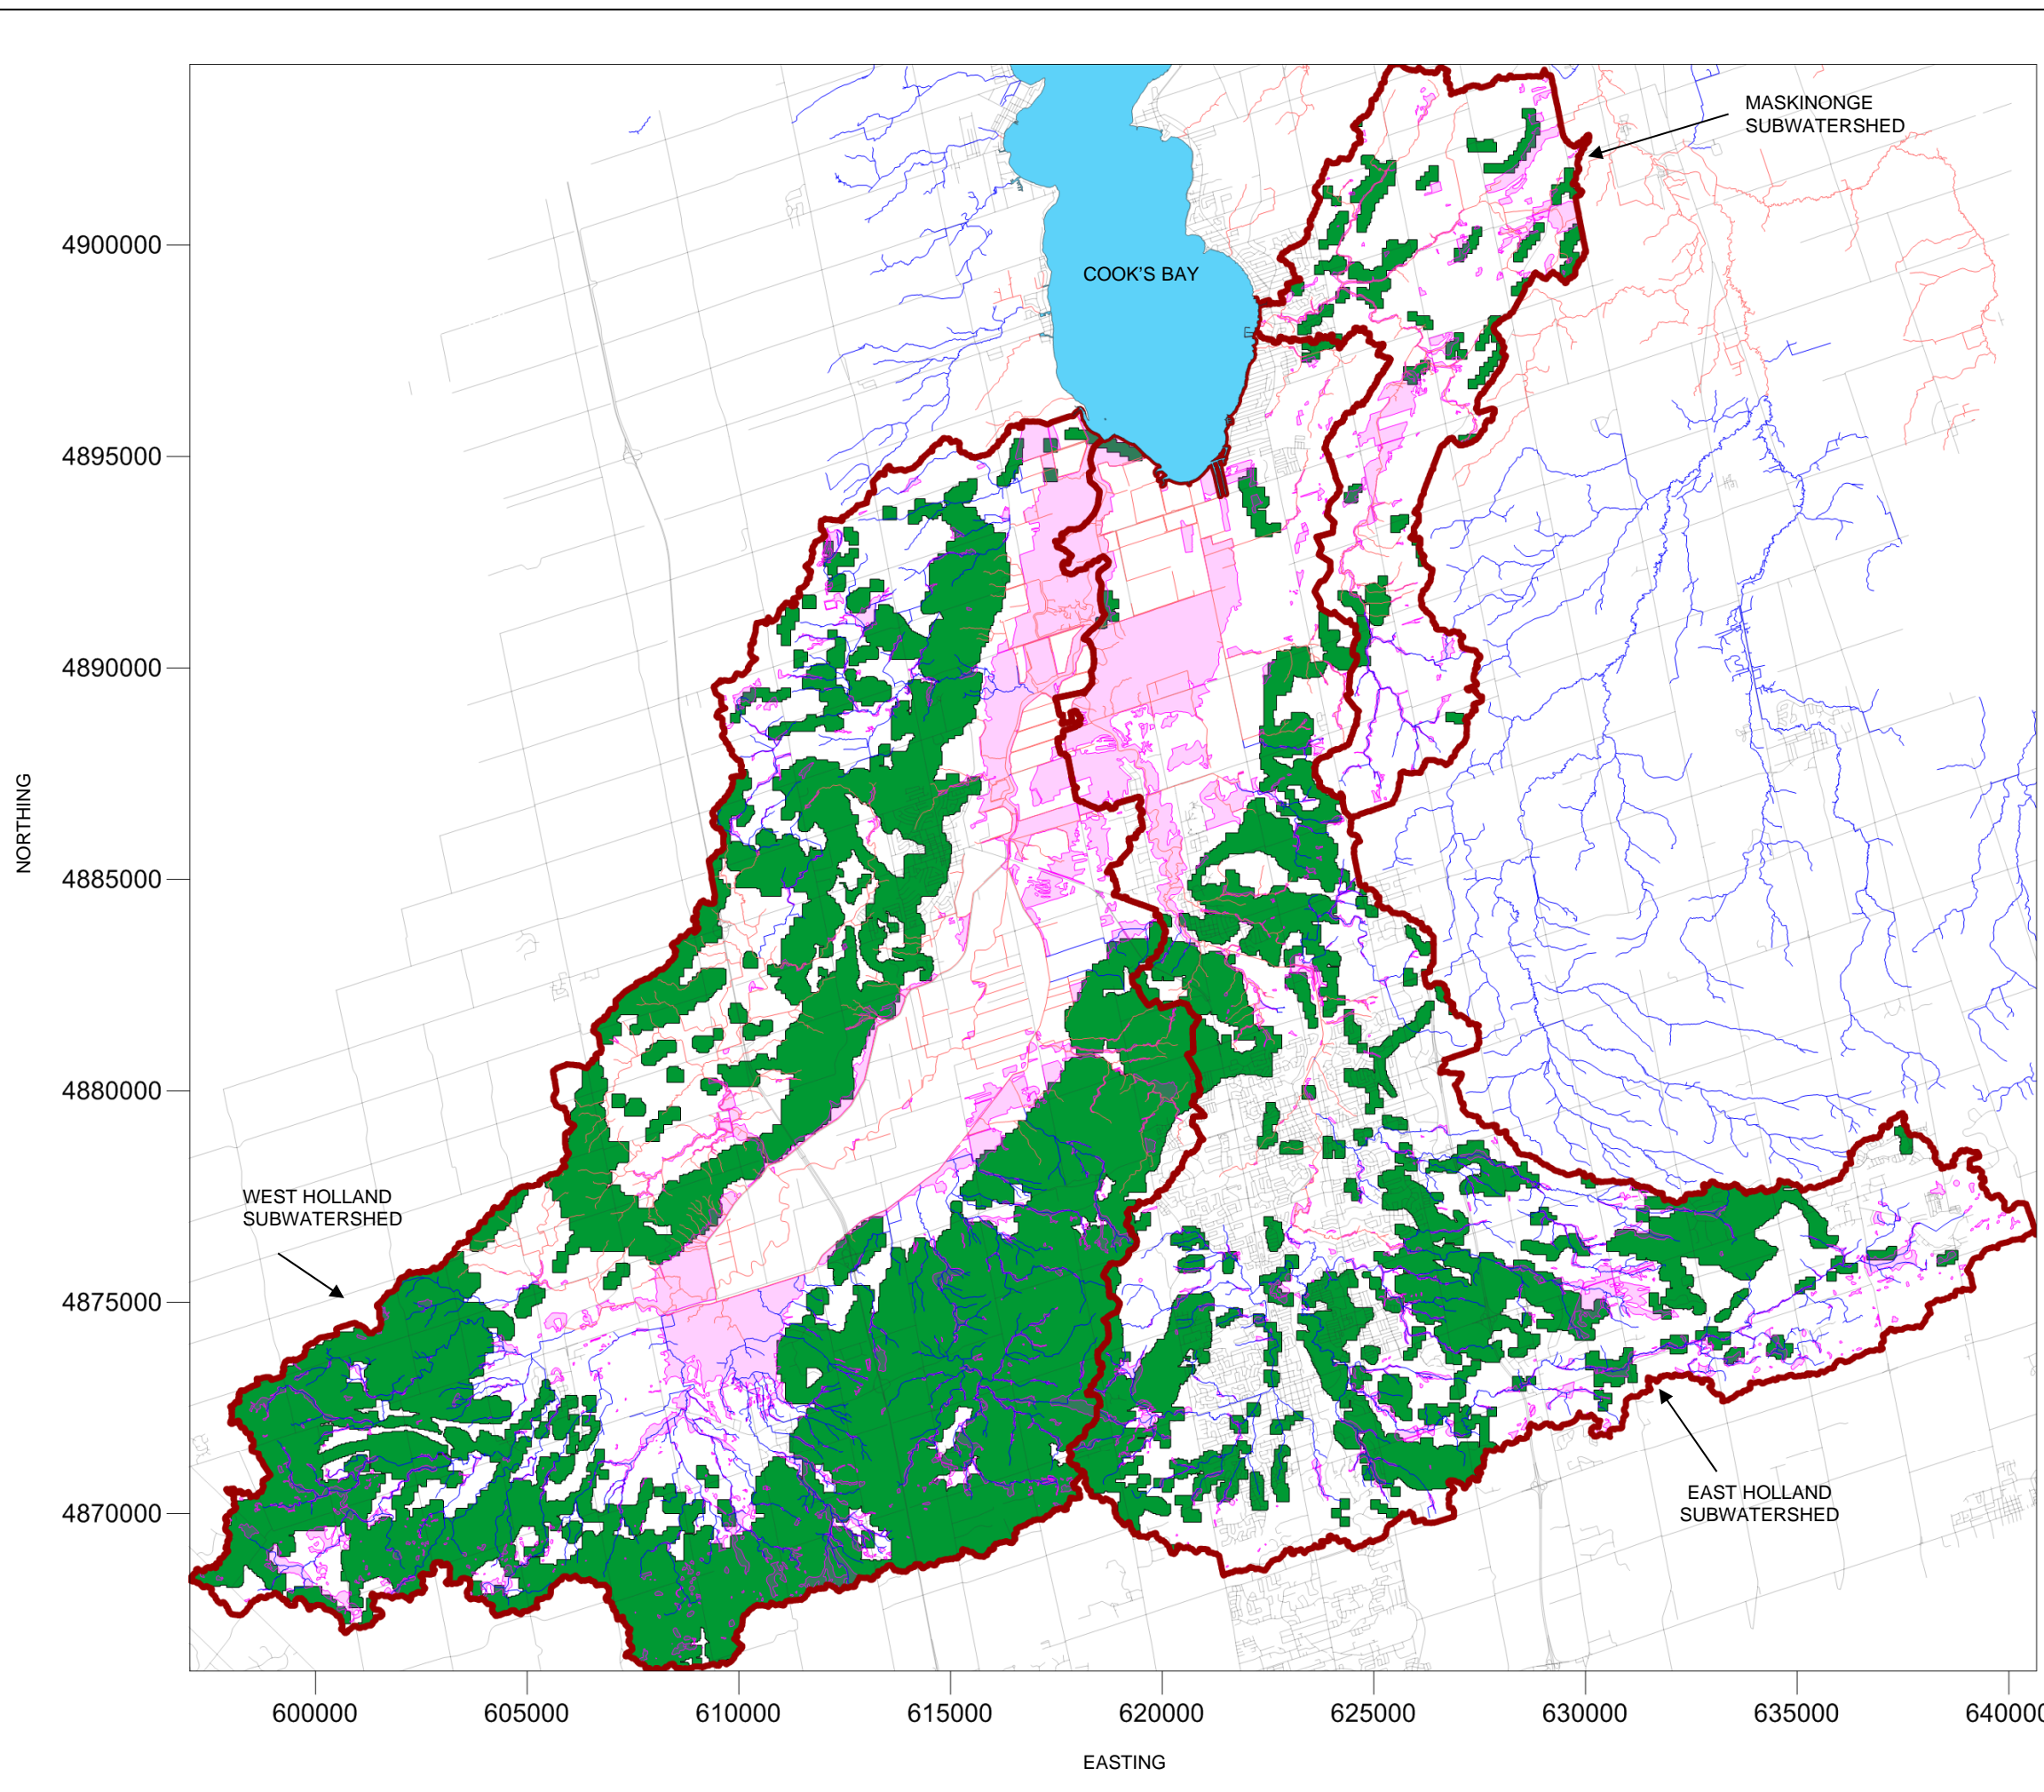 MASKINONGE
SUBWATERSHED
4900000
COOK'S BAY
4895000
4890000
NORTHING
4885000
4880000
WEST HOLLAND
SUBWATERSHED
4875000
EAST HOLLAND
SUBWATERSHED
4870000
600000 605000 610000 615000 620000 625000 630000 635000 64000
EASTING